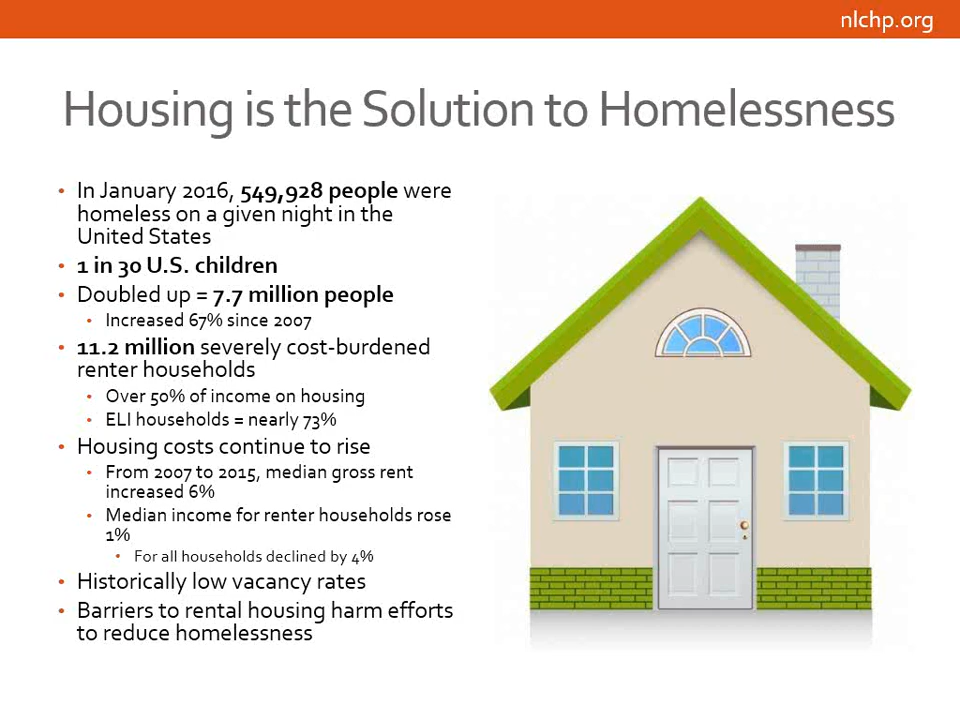 nlchp.org
Housing is the Solution to Homelessness
• In January 2016, 549,928 people were
homeless on a given night in the
United States
• 1 in 30 U.S. children
• Doubled up = 7.7 million people
• Increased 67% since 2007
• 11.2 million severely cost-burdened
renter households
• Over 50% of income on housing
• ELI households = nearly 73%
• Housing costs continue to rise
• From 2007 to 2015, median gross rent
increased 6%
• Median income for renter households rose
1%
• For all households declined by 4%
• Historically low vacancy rates
• Barriers to rental housing harm efforts
to reduce homelessness